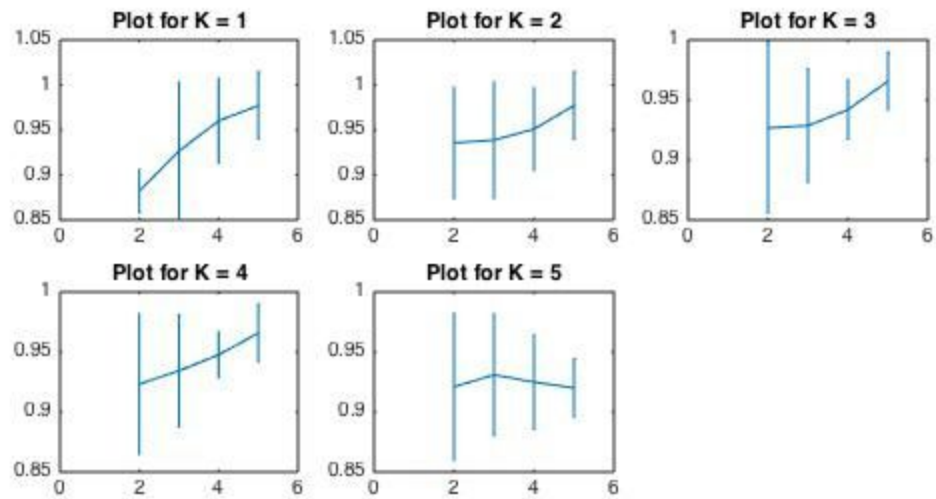 Plot for K = 1
1.05
1
0.95
0.9
0.85
0 2 4 6
Plot for K = 2
1.05
1
0.95
0.9
0.85
0 2 4 6
Plot for K = 3
1
0.95
0.9
0.85
0 2 4 6
Plot for K = 4
1
0.95
0.9
0.85
0 2 4 6
Plot for K = 5
1
0.95
0.9
0.85
0 2 4 6